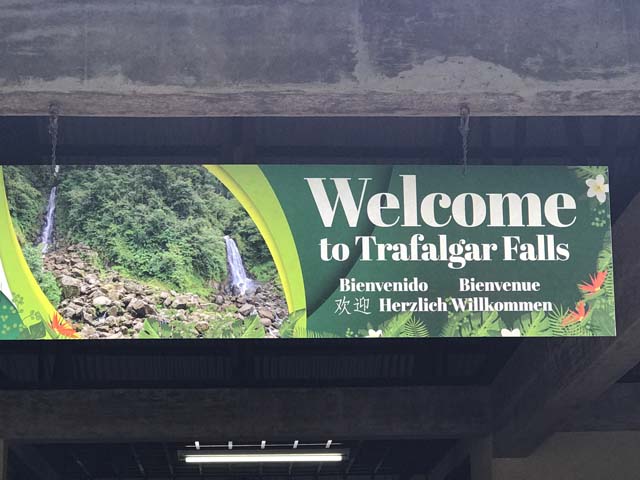 Welcome
to Trafalgar Falls
Bienvenido Bienvenue
欢迎 Herzlich Willkommen